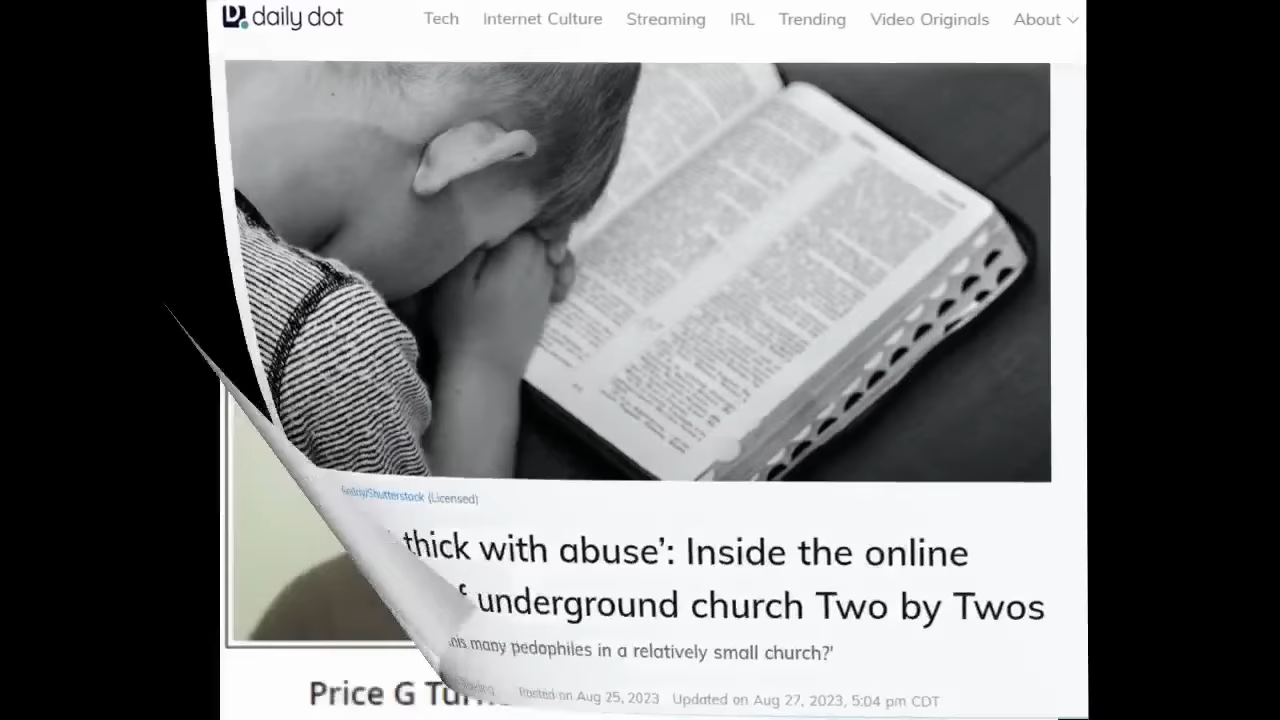 daily dot
Tech Internet Culture Streaming IRL Trending Video Originals About
/Shutterstock (Licensed)
thick with abuse': Inside the online
underground church Two by Twos
many pedophiles in a relatively small church?'
Posted on Aug 25, 2023 Updated on Aug 27, 2023, 5:04 pm CDT
Price G